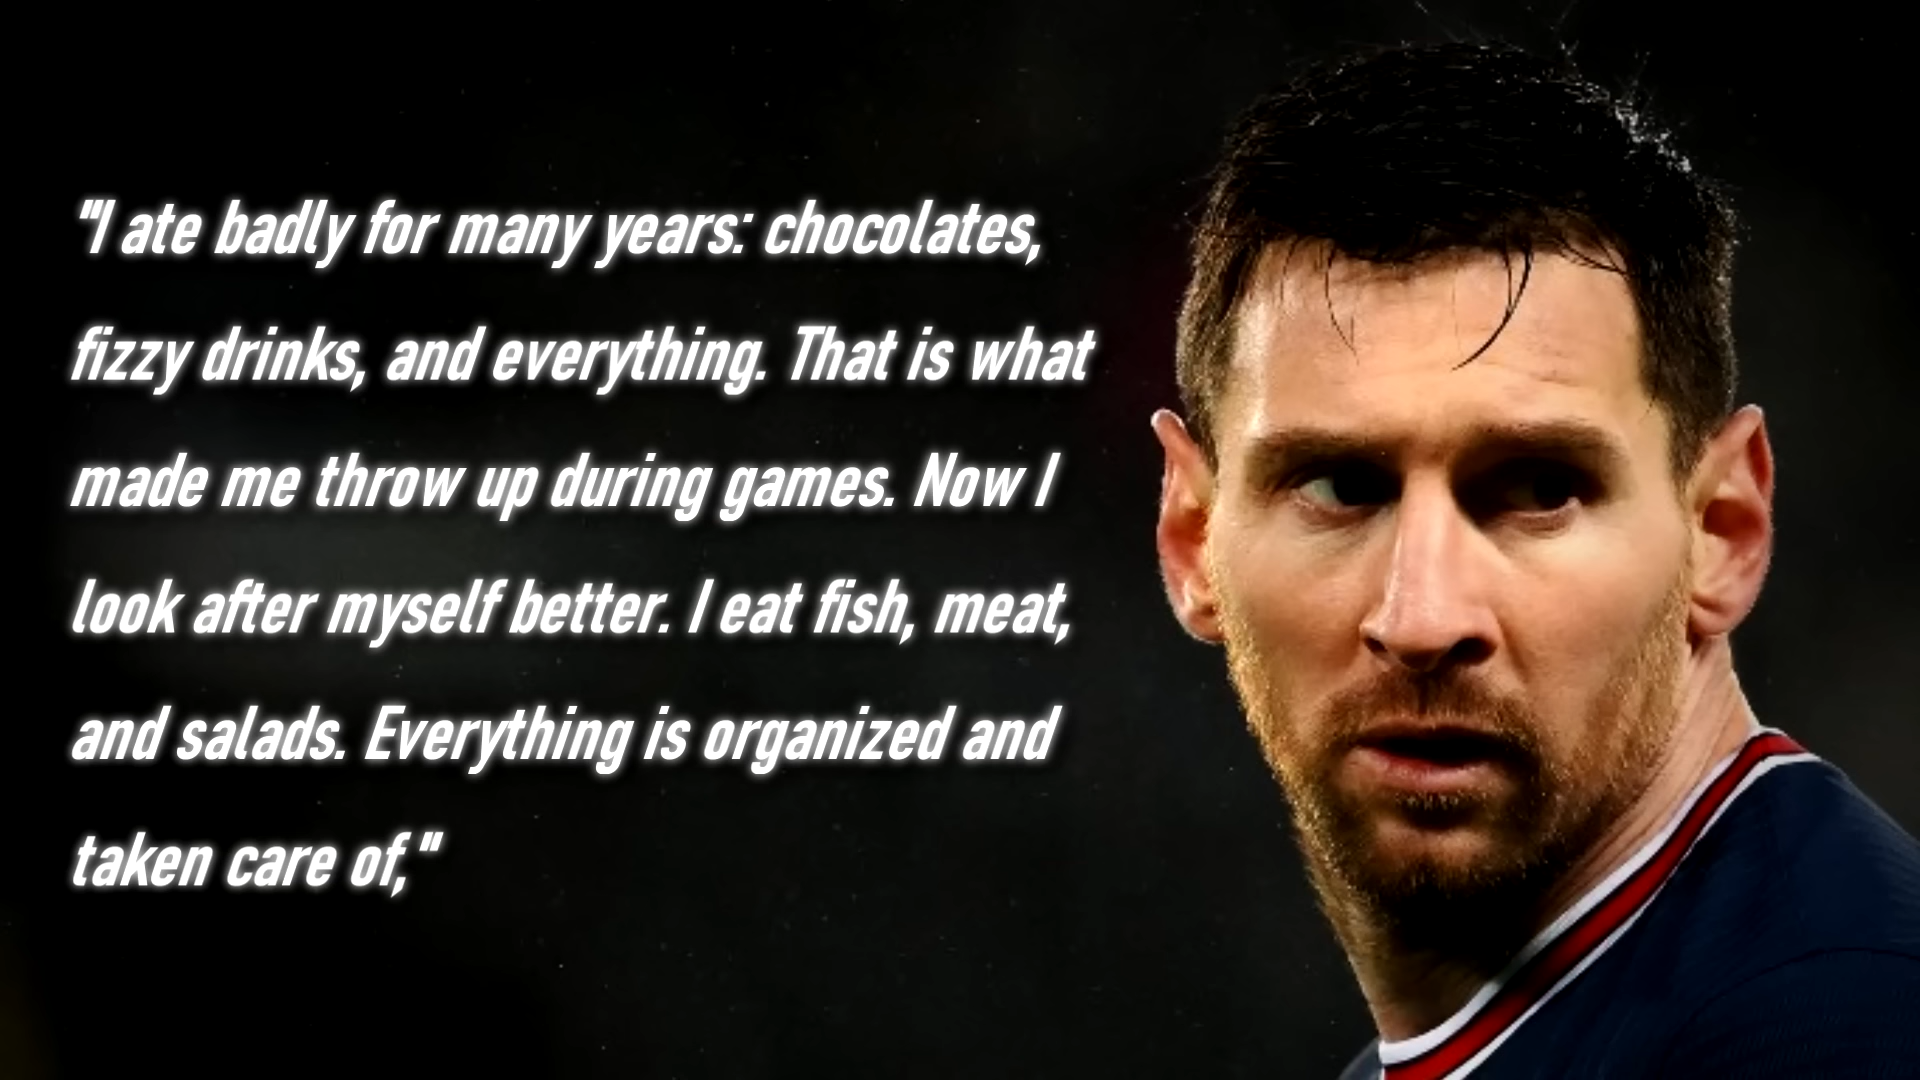 "I ate badly for many years: chocolates,
fizzy drinks, and everything. That is what
made me throw up during games. Now I
look after myself better. I eat fish, meat,
and salads. Everything is organized and
taken care of,"